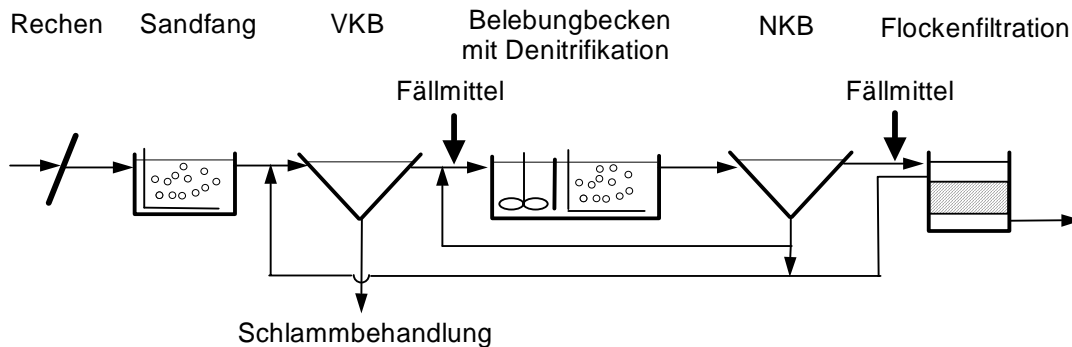 Rechen
Sandfang
VKB
Belebungbecken
mit Denitrifikation
NKB
Flockenfiltration
Fällmittel
Fällmittel
Schlammbehandlung